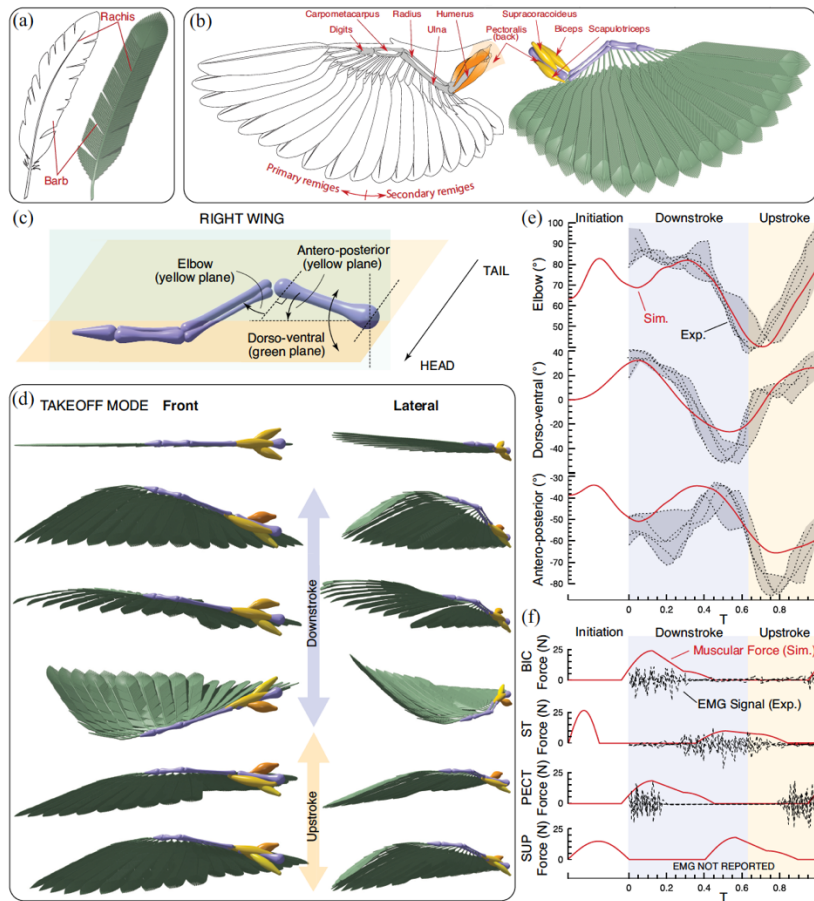 (a)
Rachis
Barb
(b)
Carpometacarpus
Radius
Humerus
Supracoracoideus
Digits
Ulna
Pectoralis
(back)
Biceps
Scapulotriceps
Primary remiges
Secondary remiges
(c)
RIGHT WING
Elbow
(yellow plane)
Antero-posterior
(yellow plane)
Dorso-ventral
(green plane)
TAIL
HEAD
(d)
TAKEOFF MODE Front
Lateral
Downstroke
Upstroke
(e)
Initiation
Downstroke
Upstroke
Elbow (°)
100
90
80
70
60
50
Sim.
Exp.
Dorso-ventral (°)
40
20
0
-20
-40
Antero-posterior (°)
-30
-40
-50
-60
-70
-80
0
0.2
0.4
0.6
0.8
T
(f)
Initiation
Downstroke
Upstroke
BIC
Force (N)
25
0
Muscular Force (Sim.)
EMG Signal (Exp.)
ST
Force (N)
25
0
PECT
Force (N)
25
0
SUP
Force (N)
25
0
EMG NOT REPORTED
0
0.2
0.4
0.6
0.8
T